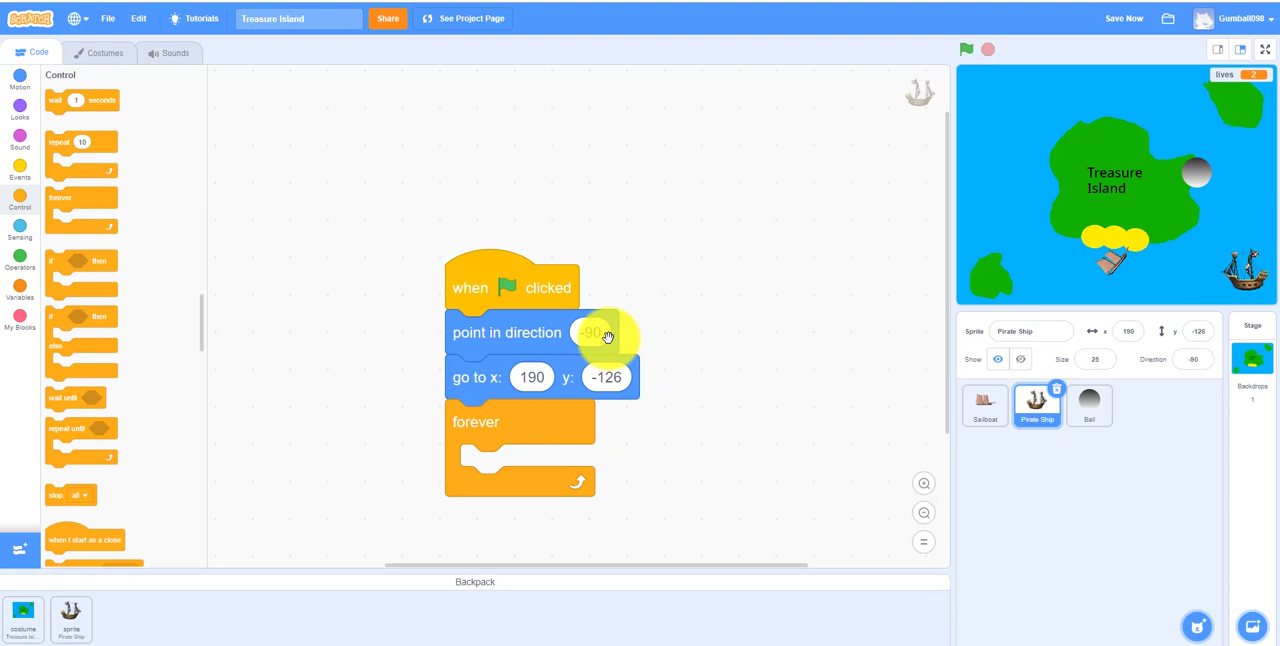 SCRATCH File Edit Tutorials Treasure Island Share See Project Page Save Now Gumball098
Code Costumes Sounds
Motion
Looks
Sound
Events
Control
Sensing
Operators
Variables
My Blocks
Control
wait 1 seconds
repeat 10
forever
if then
if then
else
wait until
repeat until
stop all
when I start as a clone
when clicked
point in direction -90
go to x: 190 y: -126
forever
lives 2
Treasure
Island
Sprite Pirate Ship x 190 y -126
Show Size 25 Direction -90
Sailboat
Pirate Ship
Ball
Stage
Backdrops
1
Backpack
costume
Treasure Isl...
sprite
Pirate Ship